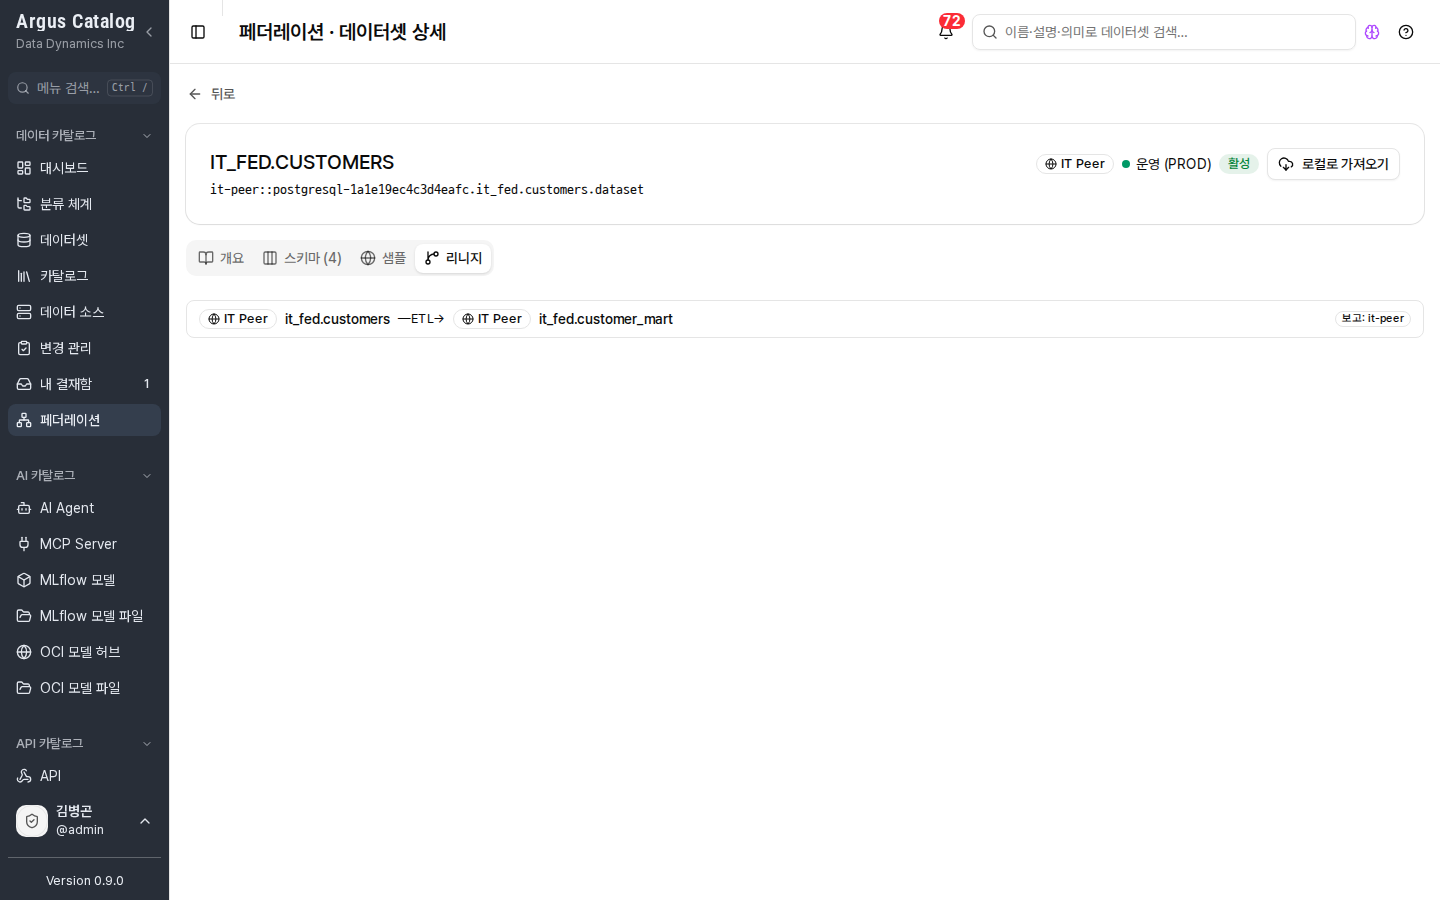 Argus Catalog
Data Dynamics Inc
메뉴 검색... Ctrl /
데이터 카탈로그
대시보드
분류 체계
데이터셋
카탈로그
데이터 소스
변경 관리
내 결재함 1
페더레이션
AI 카탈로그
AI Agent
MCP Server
MLflow 모델
MLflow 모델 파일
OCI 모델 허브
OCI 모델 파일
API 카탈로그
API
김병곤
@admin
Version 0.9.0
페더레이션 · 데이터셋 상세
72
이름·설명·의미로 데이터셋 검색...
뒤로
IT_FED.CUSTOMERS
it-peer::postgresql-1a1e19ec4c3d4eafc.it_fed.customers.dataset
IT Peer 운영 (PROD) 활성 로컬로 가져오기
개요 스키마 (4) 샘플 리니지
IT Peer it_fed.customers —ETL→ IT Peer it_fed.customer_mart 보고: it-peer